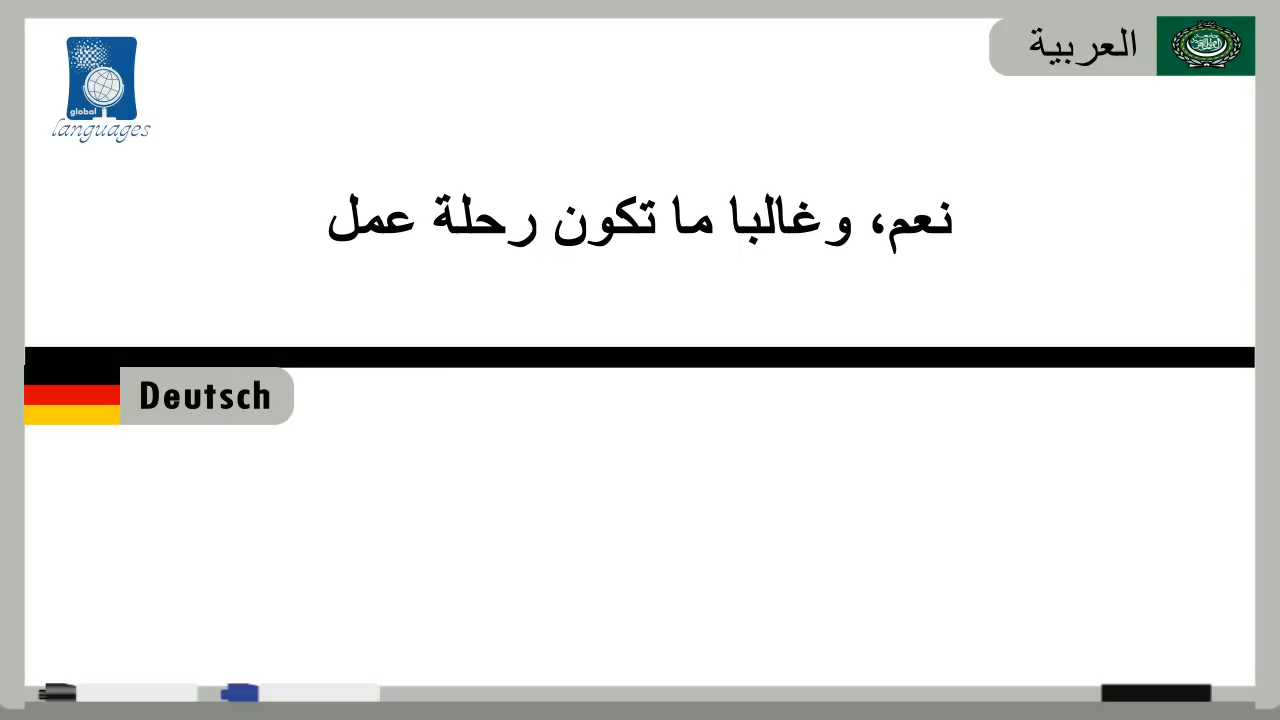 العربية
global
languages
نعم، وغالبا ما تكون رحلة عمل
Deutsch